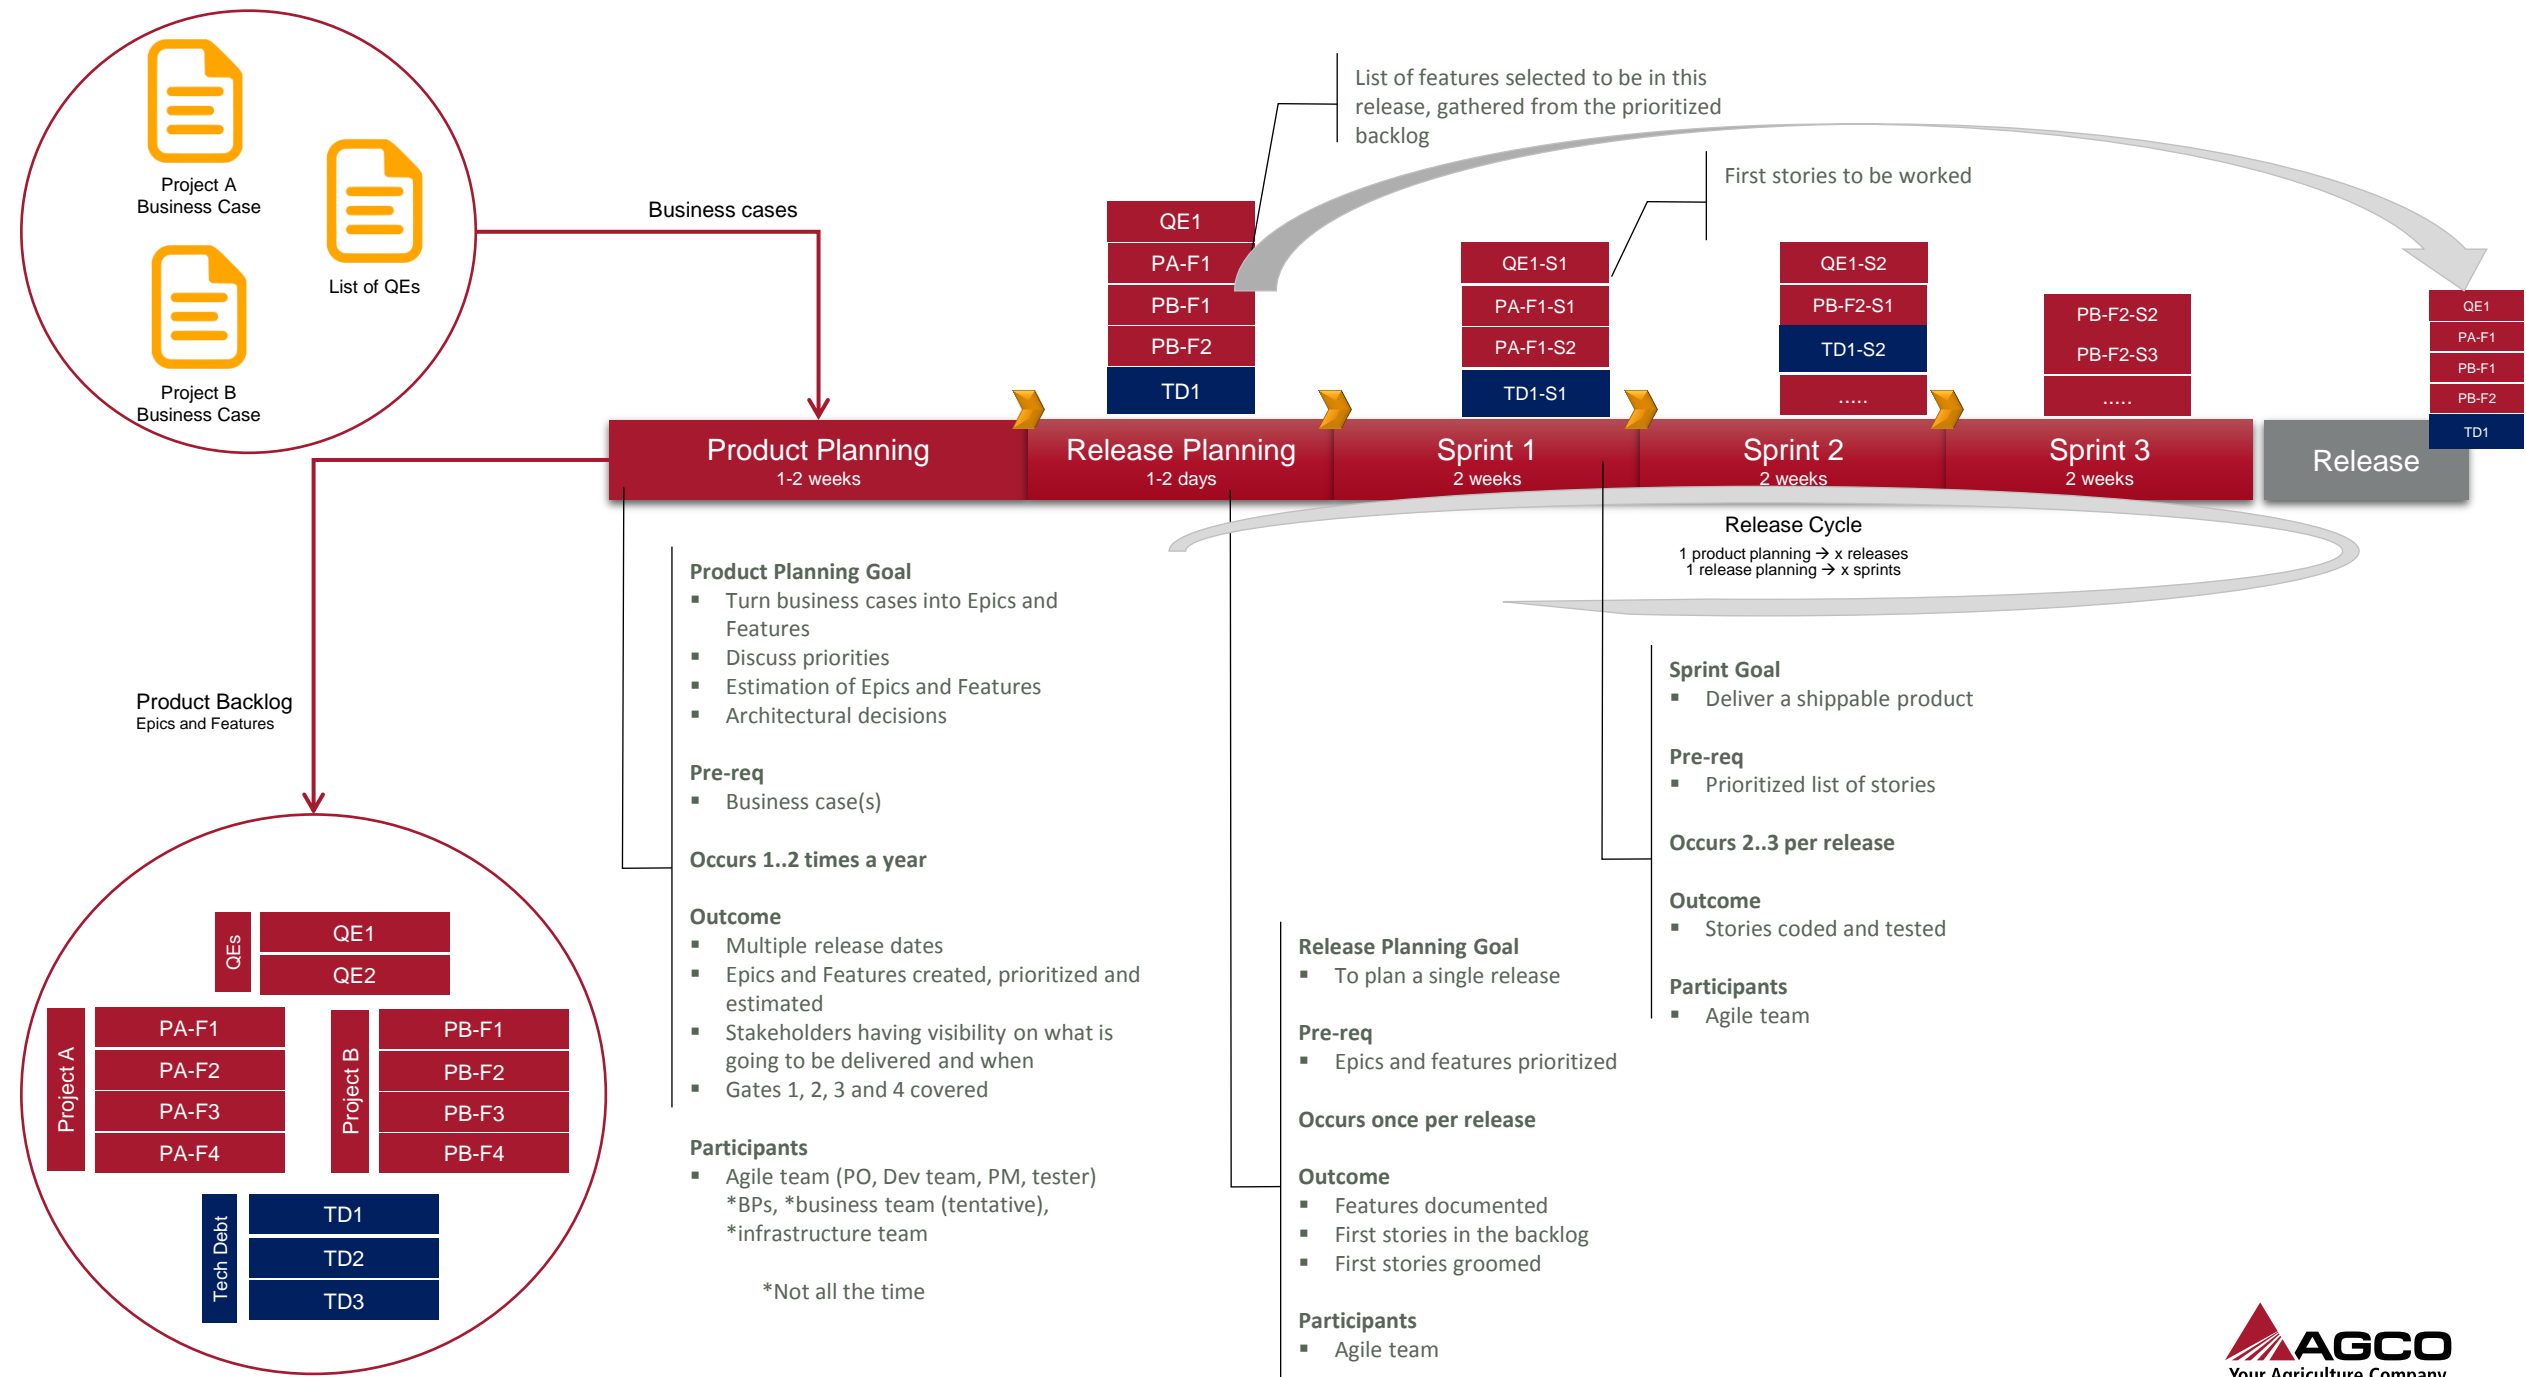 Project A
Business Case
List of QEs
Project B
Business Case
Business cases
List of features selected to be in this
release, gathered from the prioritized
backlog
First stories to be worked
QE1
PA-F1
PB-F1
PB-F2
TD1
QE1-S1
PA-F1-S1
PA-F1-S2
TD1-S1
QE1-S2
PB-F2-S1
TD1-S2
.....
PB-F2-S2
PB-F2-S3
.....
QE1
PA-F1
PB-F1
PB-F2
TD1
Product Planning
1-2 weeks
Release Planning
1-2 days
Sprint 1
2 weeks
Sprint 2
2 weeks
Sprint 3
2 weeks
Release
Release Cycle
1 product planning → x releases
1 release planning → x sprints
Product Backlog
Epics and Features
QEs
QE1
QE2
Project A
PA-F1
PA-F2
PA-F3
PA-F4
Project B
PB-F1
PB-F2
PB-F3
PB-F4
Tech Debt
TD1
TD2
TD3
Product Planning Goal
▪ Turn business cases into Epics and
Features
▪ Discuss priorities
▪ Estimation of Epics and Features
▪ Architectural decisions
Pre-req
▪ Business case(s)
Occurs 1..2 times a year
Outcome
▪ Multiple release dates
▪ Epics and Features created, prioritized and
estimated
▪ Stakeholders having visibility on what is
going to be delivered and when
▪ Gates 1, 2, 3 and 4 covered
Participants
▪ Agile team (PO, Dev team, PM, tester)
*BPs, *business team (tentative),
*infrastructure team
*Not all the time
Release Planning Goal
▪ To plan a single release
Pre-req
▪ Epics and features prioritized
Occurs once per release
Outcome
▪ Features documented
▪ First stories in the backlog
▪ First stories groomed
Participants
▪ Agile team
Sprint Goal
▪ Deliver a shippable product
Pre-req
▪ Prioritized list of stories
Occurs 2..3 per release
Outcome
▪ Stories coded and tested
Participants
▪ Agile team
AGCO
Your Agriculture Company